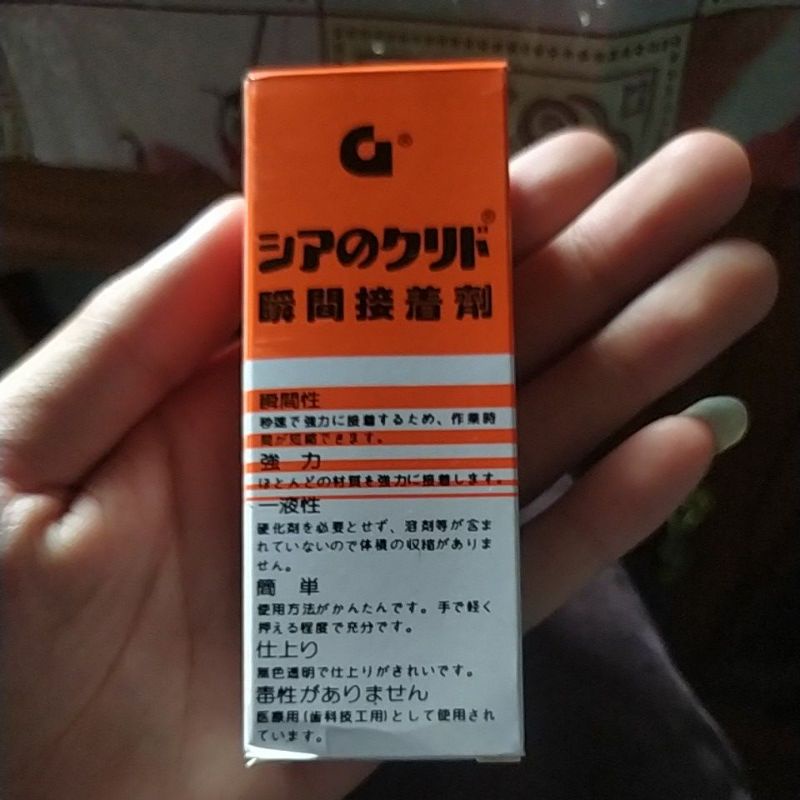 G®
シアのクリド®
瞬間接着剤
瞬間性
秒速で強力に接着するため、作業時
間が短縮できます。
強 力
ほとんどの材質を強力に接着します。
一液性
硬化剤を必要とせず、溶剤等が含ま
れていないので体積の収縮がありま
せん。
簡 単
使用方法がかんたんです。手で軽く
押える程度で充分です。
仕上り
無色透明で仕上りがきれいです。
毒性がありません
医療用(歯科技工用)として使用され
ています。